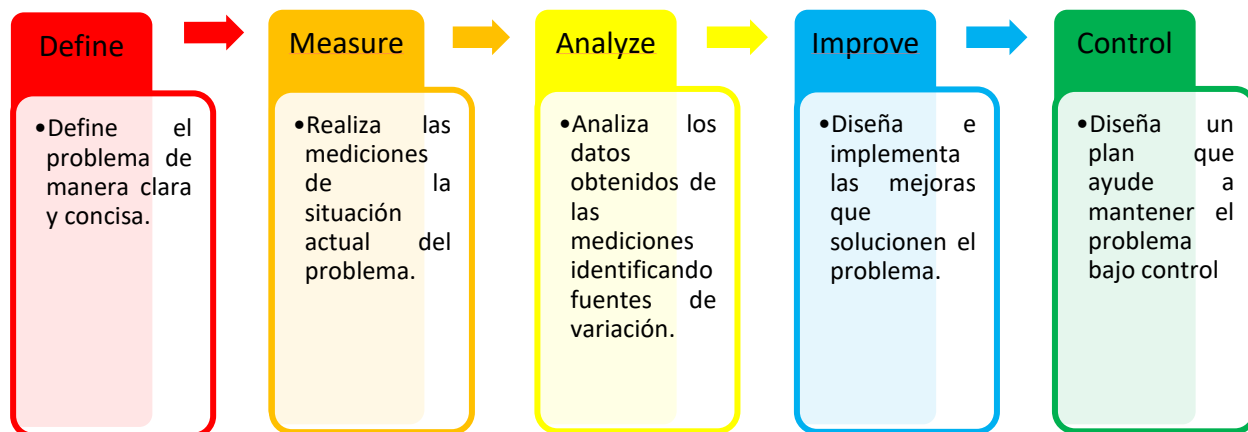 Define
•Define el
problema de
manera clara
y concisa.
Measure
•Realiza las
mediciones
de la
situación
actual del
problema.
Analyze
•Analiza los
datos
obtenidos de
las
mediciones
identificando
fuentes de
variación.
Improve
•Diseña e
implementa
las mejoras
que
solucionen el
problema.
Control
•Diseña un
plan que
ayude a
mantener el
problema
bajo control